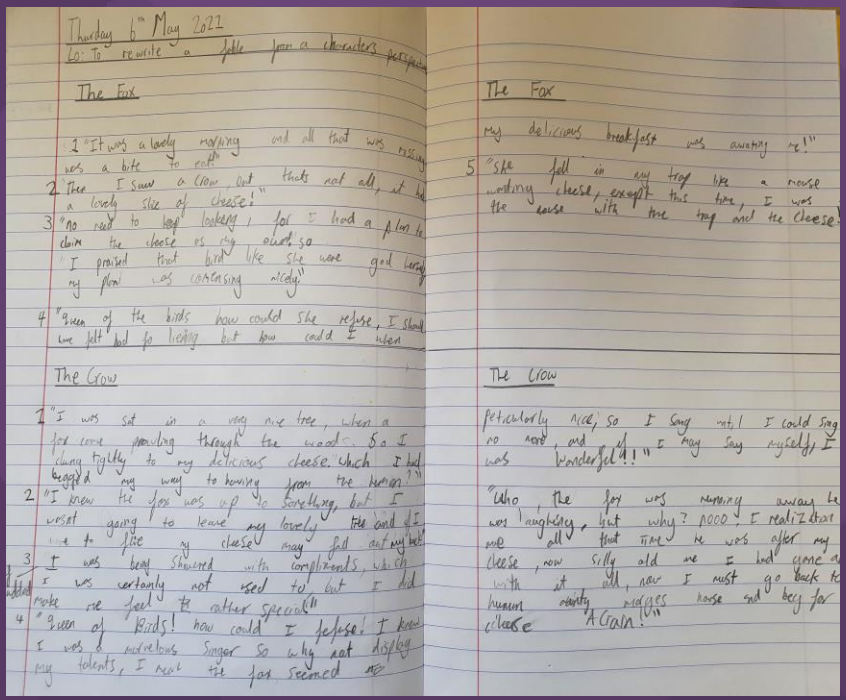 Thursday 6th May 2021
Lo: To rewrite a fable from a characters perspective
The Fox
1 "It was a lovely morning and all that was missing
was a bite to eat"
2 "Then I saw a crow, but thats not all, it had
a lovely slice of cheese!"
3 "no need to keep looking, for I had a plan to
claim the cheese as my own! so
I praised that bird like she were god herself
my plan was comensing nicely"
4 "queen of the birds how could she refuse, I should
have felt bad for lieing but how could I when
The Crow
1 "I was sat in a very nice tree, when a
fox came prowling through the woods. So I
clung tightly to my delicious cheese. which I had
begged my way to having from the human?"
2 "I knew the fox was up to something, but I
wasnt going to leave my lovely tree and if I
were to my cheese may fall out my beak"
3 I was being showered with compliments, which
I was certainly not used to but I did
make me feel rather special"
4 "queen of Birds! how could I refuse. I knew
I was a marvelous singer so why not display
my talents, I mean the fox seemed
The Fox
my delicious breakfast was awating me!"
5 "She fell in my trap like a mouse
wanting cheese, except this time, I was
the mouse with the trap and the cheese!
The Crow
peticularly nice, so I sang until I could sing
no more, and if I may say myself, I
was Wonderful!!"
"Who, the fox was running away he
was laughing, but why? nooo! I realiz
me all that time he was after my
cheese, now silly old me I had gone
with it all, now I must go back to
human house and beg for
cheese "AGain!"